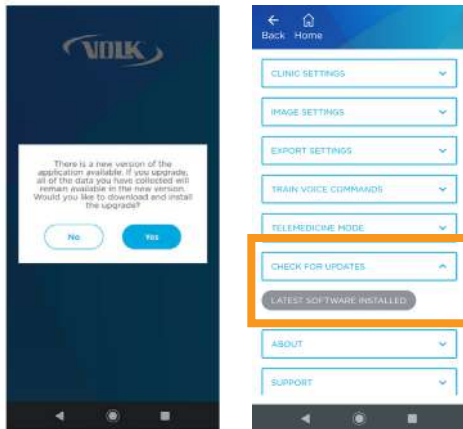 VOLK
There is a new version of the
application available. If you upgrade,
all of the data you have collected will
remain available in the new version.
Would you like to download and install
the upgrade?
No
Yes
Back Home
CLINIC SETTINGS
IMAGE SETTINGS
EXPORT SETTINGS
TRAIN VOICE COMMANDS
TELEMEDICINE MODE
CHECK FOR UPDATES
LATEST SOFTWARE INSTALLED
ABOUT
SUPPORT